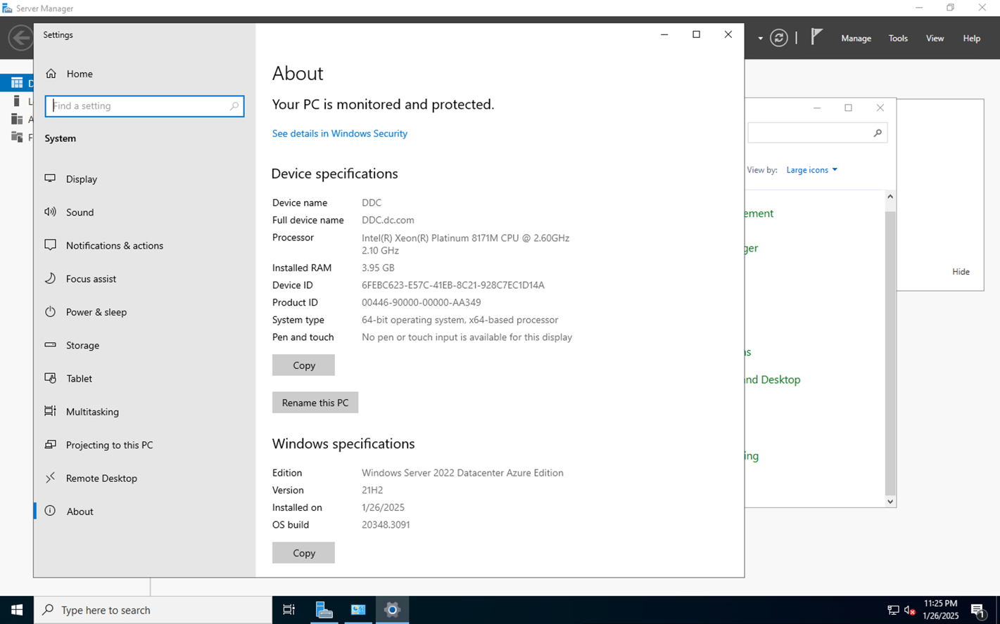 Server Manager
Settings
Manage
Tools
View
Help
Home
Find a setting
System
Display
Sound
Notifications & actions
Focus assist
Power & sleep
Storage
Tablet
Multitasking
Projecting to this PC
Remote Desktop
About
About
Your PC is monitored and protected.
See details in Windows Security
Device specifications
Device name DDC
Full device name DDC.dc.com
Processor Intel(R) Xeon(R) Platinum 8171M CPU @ 2.60GHz
2.10 GHz
Installed RAM 3.95 GB
Device ID 6FEBC623-E57C-41EB-8C21-928C7EC1D14A
Product ID 00446-90000-00000-AA349
System type 64-bit operating system, x64-based processor
Pen and touch No pen or touch input is available for this display
Copy
Rename this PC
Windows specifications
Edition Windows Server 2022 Datacenter Azure Edition
Version 21H2
Installed on 1/26/2025
OS build 20348.3091
Copy
View by: Large icons
ement
ger
ns
and Desktop
ing
Hide
Type here to search
11:25 PM
1/26/2025
1